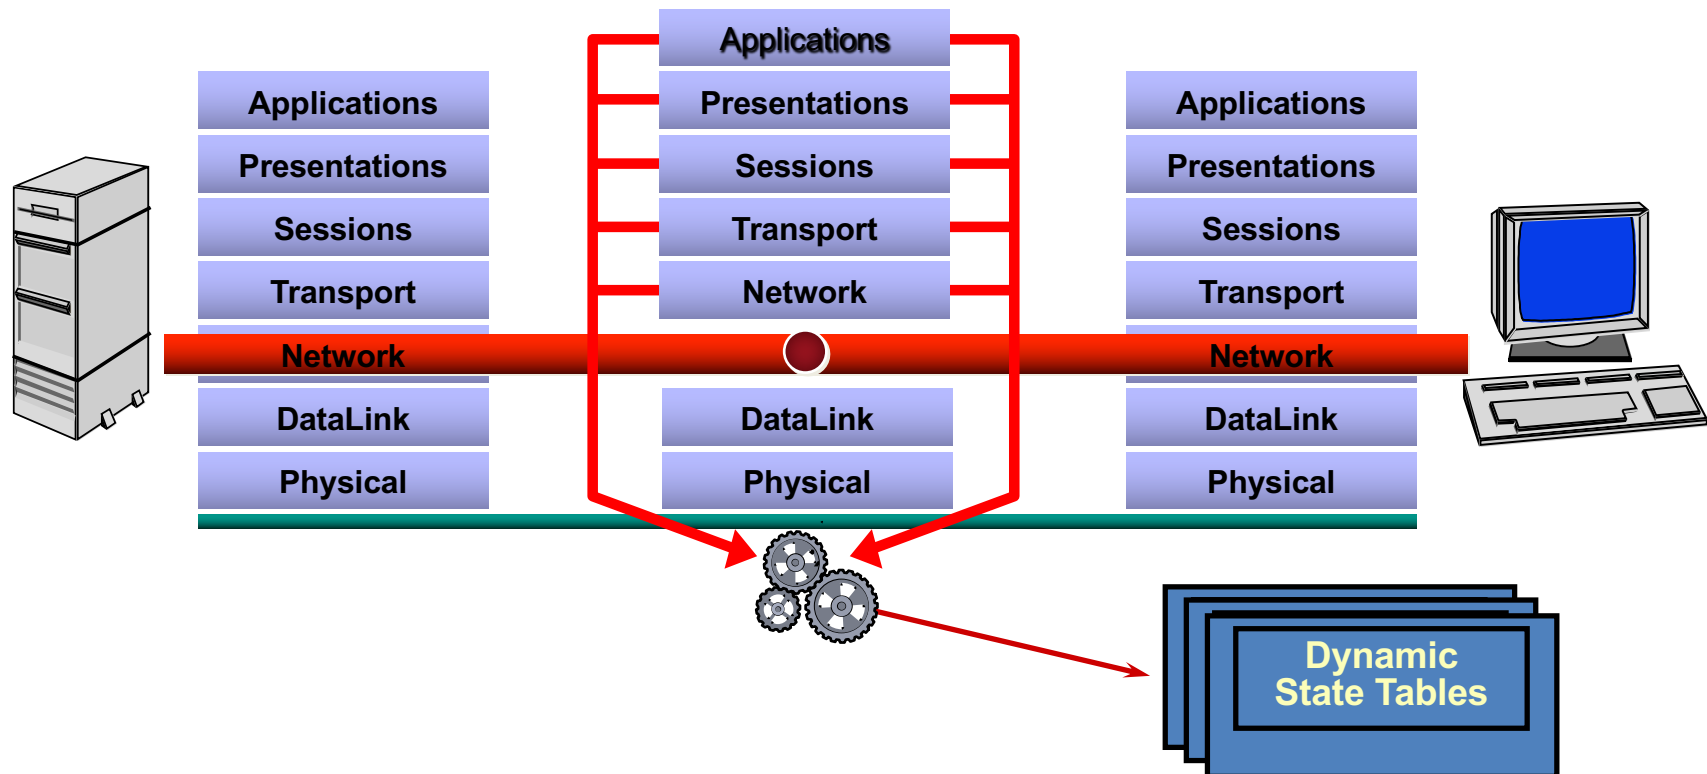 Applications
Presentations
Sessions
Transport
Network
DataLink
Physical
Applications
Presentations
Sessions
Transport
Network
DataLink
Physical
Applications
Presentations
Sessions
Transport
Network
DataLink
Physical
Dynamic
State Tables